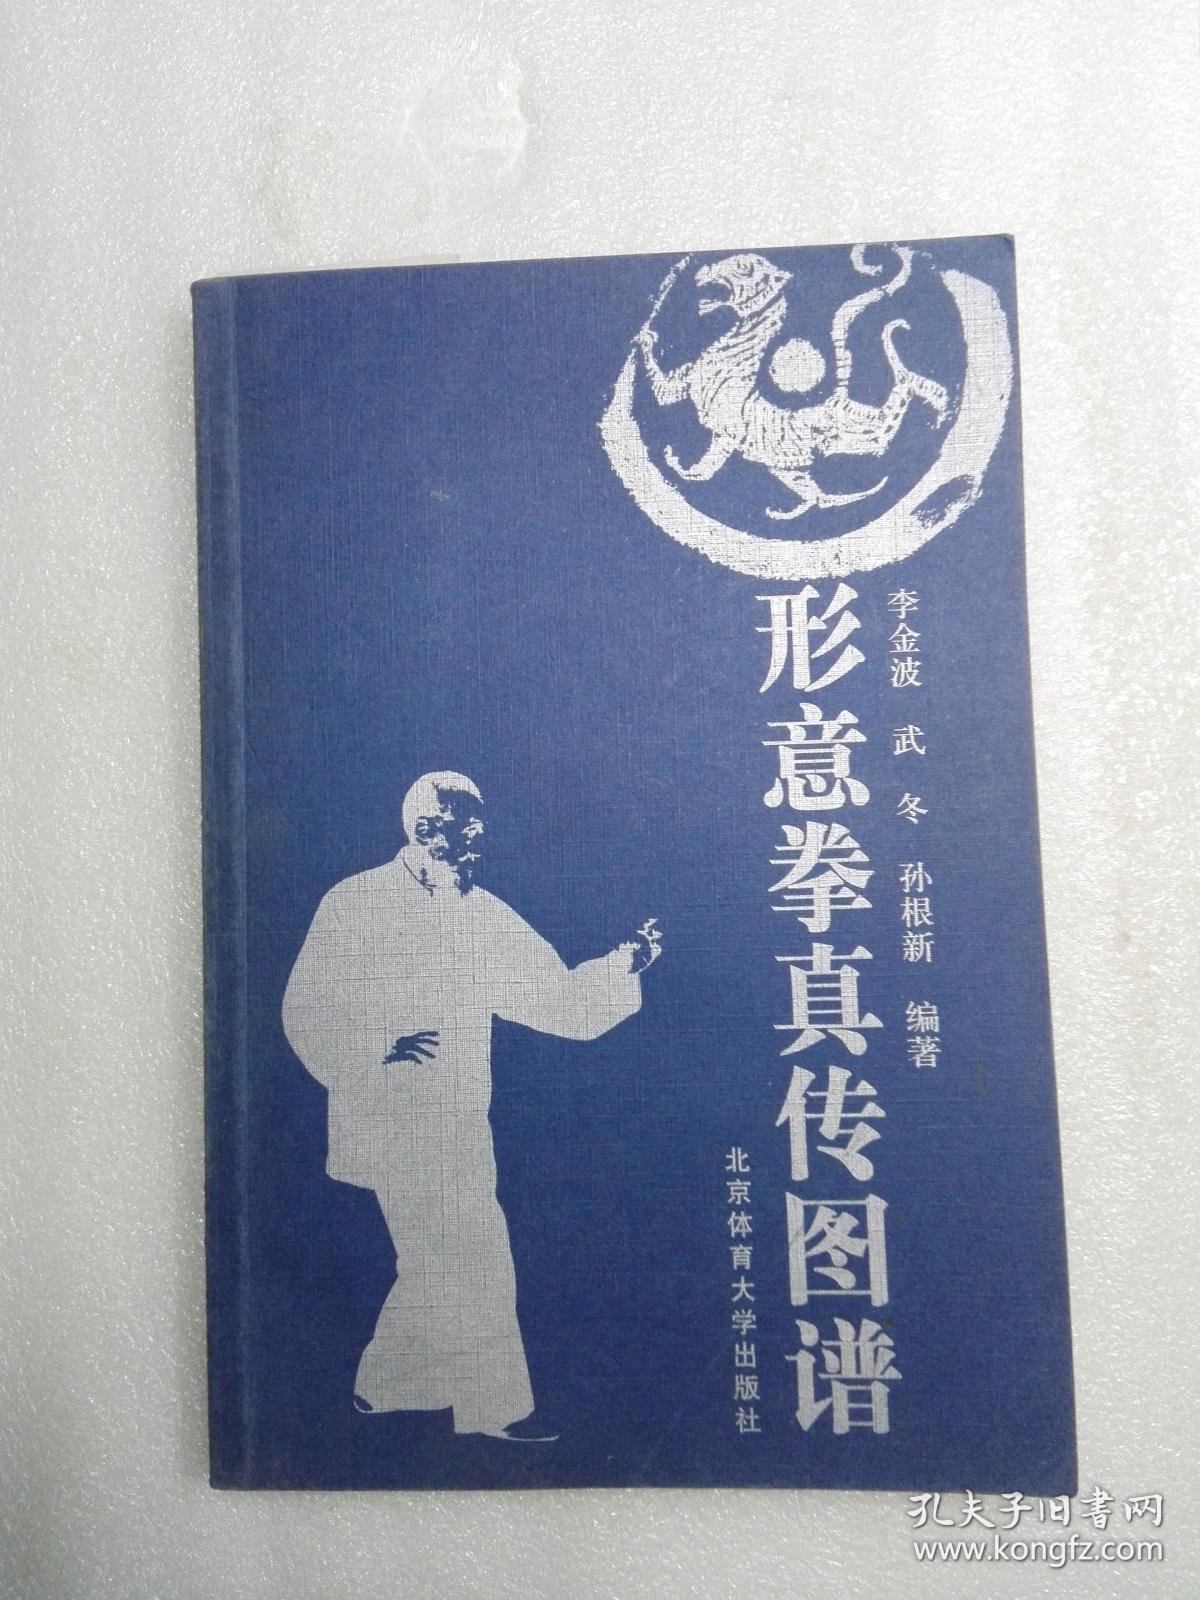 李金波 武冬 孙根新 编著
形意拳真传图谱
北京体育大学出版社
孔夫子旧书网
www.kongfz.com